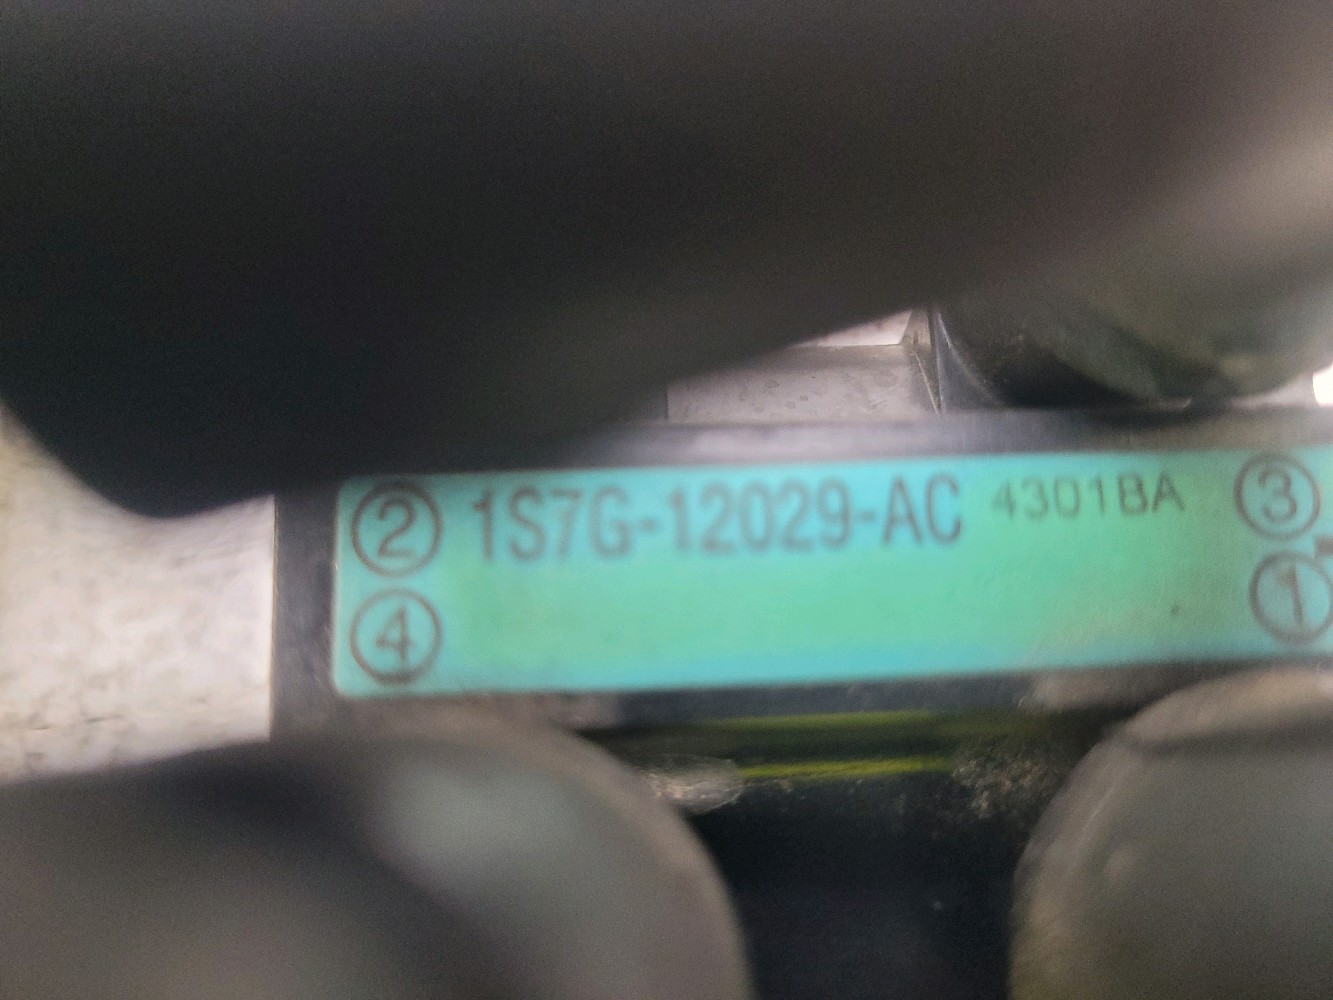 ② 1S7G-12029-AC 4301BA ③
④ ①